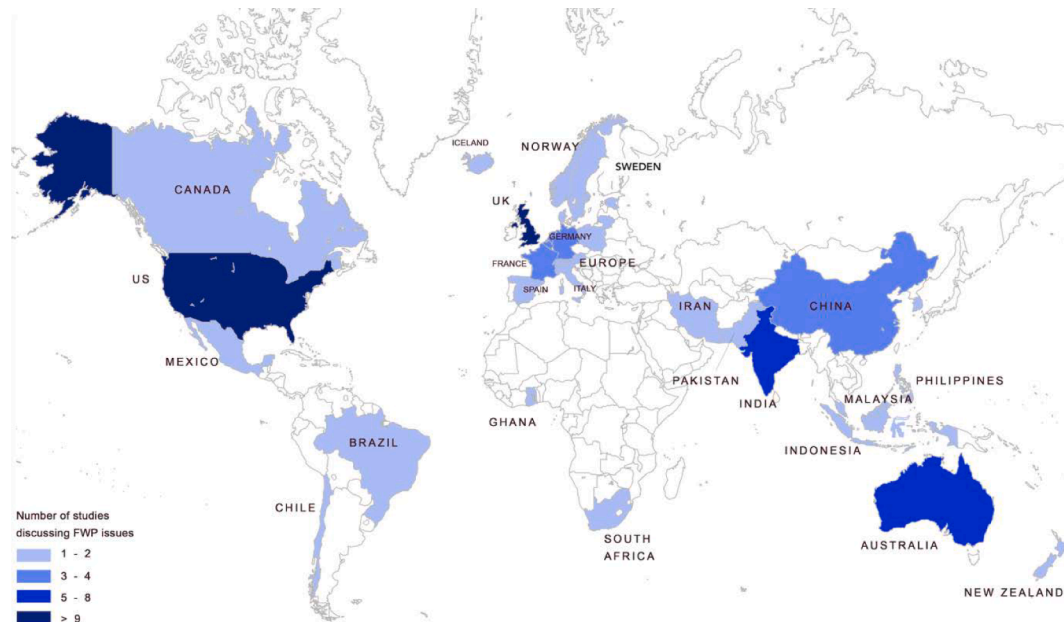 ICELAND
NORWAY
SWEDEN
CANADA
UK
GERMANY
EUROPE
FRANCE
US
SPAIN
ITALY
IRAN
CHINA
MEXICO
PAKISTAN
PHILIPPINES
INDIA
MALAYSIA
GHANA
BRAZIL
INDONESIA
CHILE
SOUTH
AFRICA
AUSTRALIA
NEW ZEALAND
Number of studies
discussing FWP issues
1 - 2
3 - 4
5 - 8
> 9